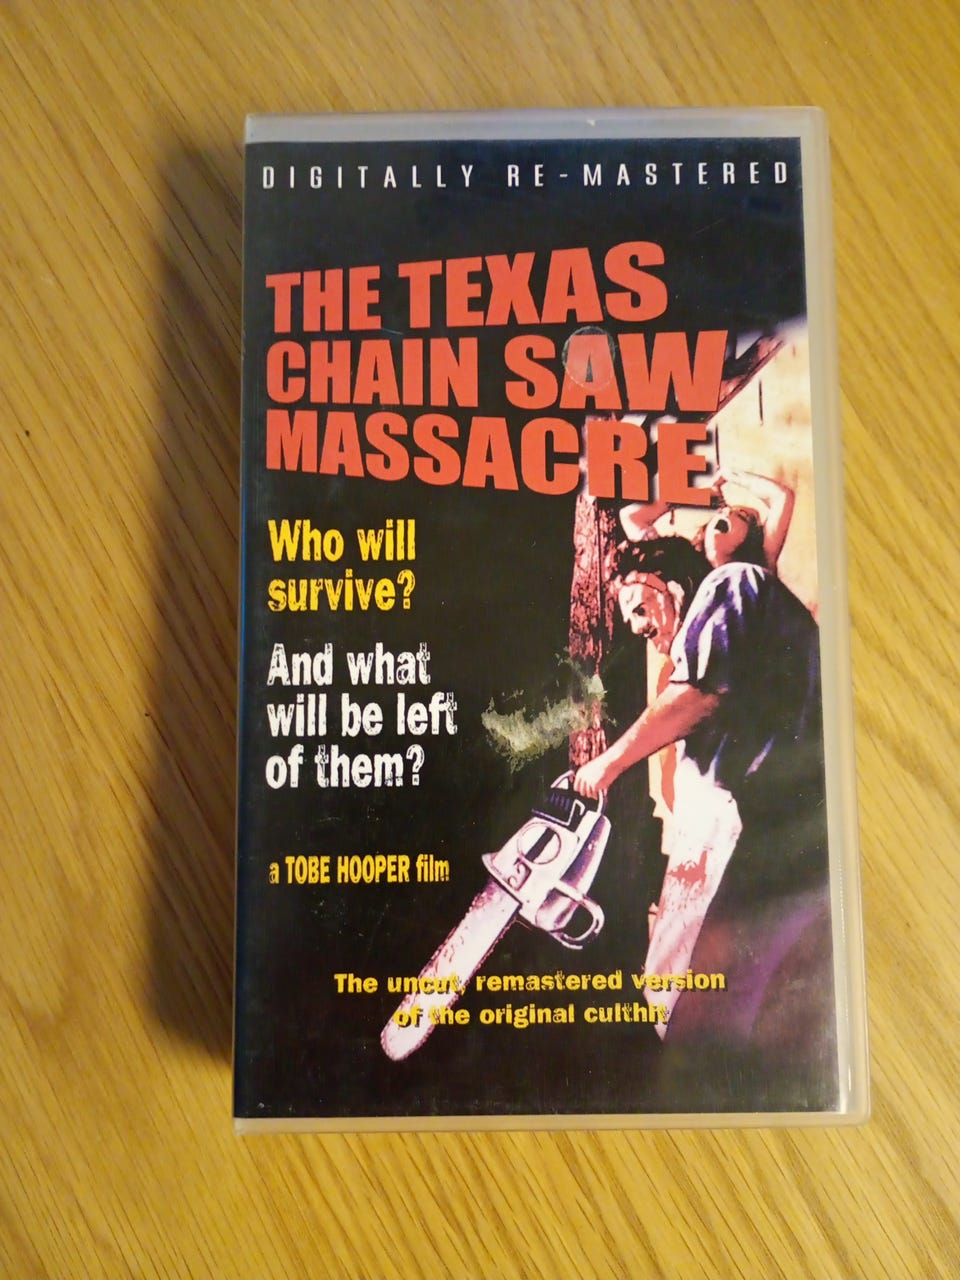 DIGITALLY RE-MASTERED
THE TEXAS
CHAIN SAW
MASSACRE
Who will
survive?
And what
will be left
of them?
a TOBE HOOPER film
The uncut, remastered version
of the original culthit